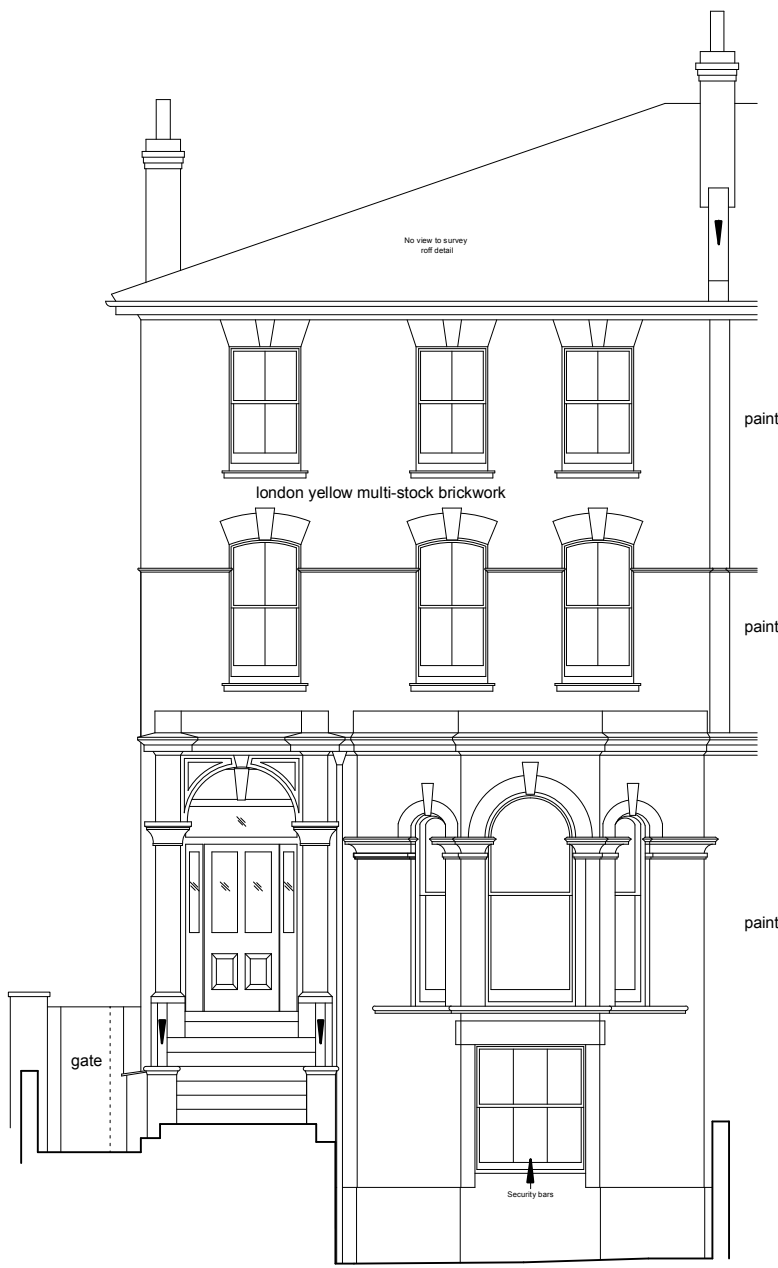 No view to survey
roff detail
paint
london yellow multi-stock brickwork
paint
paint
gate
Security bars